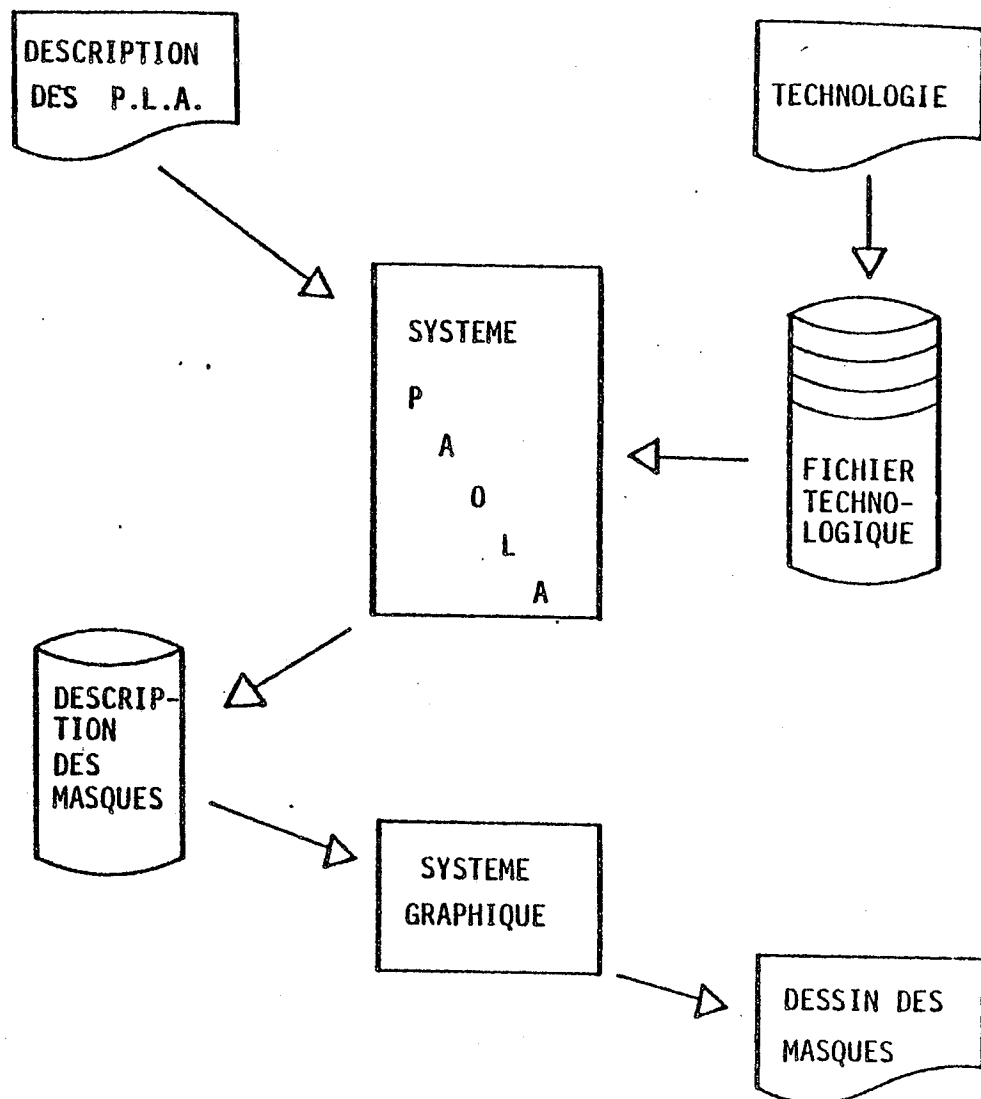 DESCRIPTION
DES P.L.A.
TECHNOLOGIE
SYSTEME
P
A
O
L
A
FICHIER
TECHNO-
LOGIQUE
DESCRIP-
TION
DES
MASQUES
SYSTEME
GRAPHIQUE
DESSIN DES
MASQUES